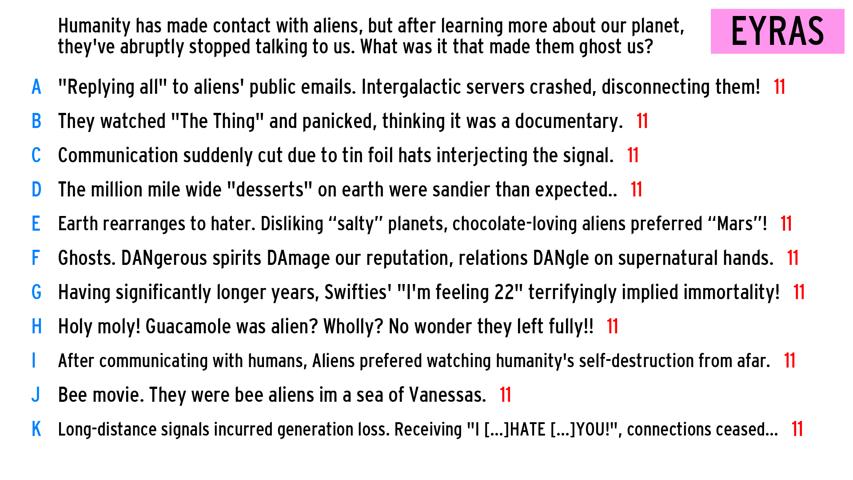 Humanity has made contact with aliens, but after learning more about our planet,
they've abruptly stopped talking to us. What was it that made them ghost us?
EYRAS
A "Replying all" to aliens' public emails. Intergalactic servers crashed, disconnecting them! 11
B They watched "The Thing" and panicked, thinking it was a documentary. 11
C Communication suddenly cut due to tin foil hats interjecting the signal. 11
D The million mile wide "desserts" on earth were sandier than expected.. 11
E Earth rearranges to hater. Disliking “salty” planets, chocolate-loving aliens preferred “Mars”! 11
F Ghosts. DANgerous spirits DAmage our reputation, relations DANgle on supernatural hands. 11
G Having significantly longer years, Swifties' "I'm feeling 22" terrifyingly implied immortality! 11
H Holy moly! Guacamole was alien? Wholly? No wonder they left fully!! 11
I After communicating with humans, Aliens prefered watching humanity's self-destruction from afar. 11
J Bee movie. They were bee aliens im a sea of Vanessas. 11
K Long-distance signals incurred generation loss. Receiving "I [...]HATE [...]YOU!", connections ceased... 11